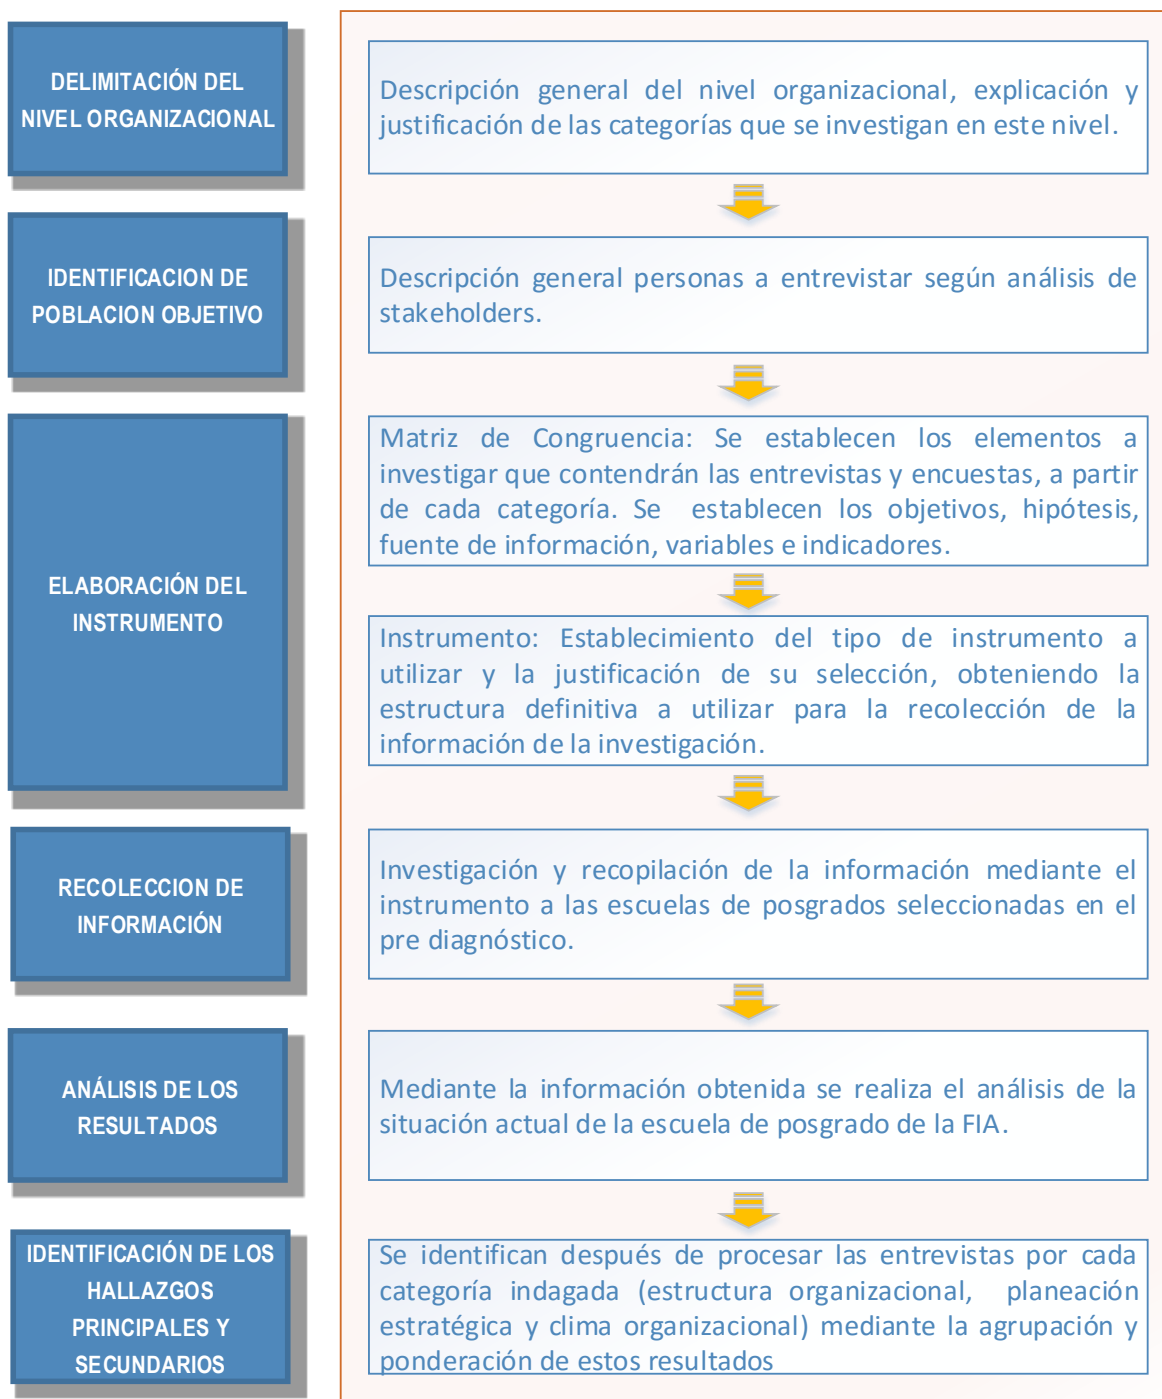 DELIMITACIÓN DEL
NIVEL ORGANIZACIONAL
Descripción general del nivel organizacional, explicación y
justificación de las categorías que se investigan en este nivel.
IDENTIFICACION DE
POBLACION OBJETIVO
Descripción general personas a entrevistar según análisis de
stakeholders.
ELABORACIÓN DEL
INSTRUMENTO
Matriz de Congruencia: Se establecen los elementos a
investigar que contendrán las entrevistas y encuestas, a partir
de cada categoría. Se establecen los objetivos, hipótesis,
fuente de información, variables e indicadores.
Instrumento: Establecimiento del tipo de instrumento a
utilizar y la justificación de su selección, obteniendo la
estructura definitiva a utilizar para la recolección de la
información de la investigación.
RECOLECCION DE
INFORMACIÓN
Investigación y recopilación de la información mediante el
instrumento a las escuelas de posgrados seleccionadas en el
pre diagnóstico.
ANÁLISIS DE LOS
RESULTADOS
Mediante la información obtenida se realiza el análisis de la
situación actual de la escuela de posgrado de la FIA.
IDENTIFICACIÓN DE LOS
HALLAZGOS
PRINCIPALES Y
SECUNDARIOS
Se identifican después de procesar las entrevistas por cada
categoría indagada (estructura organizacional, planeación
estratégica y clima organizacional) mediante la agrupación y
ponderación de estos resultados